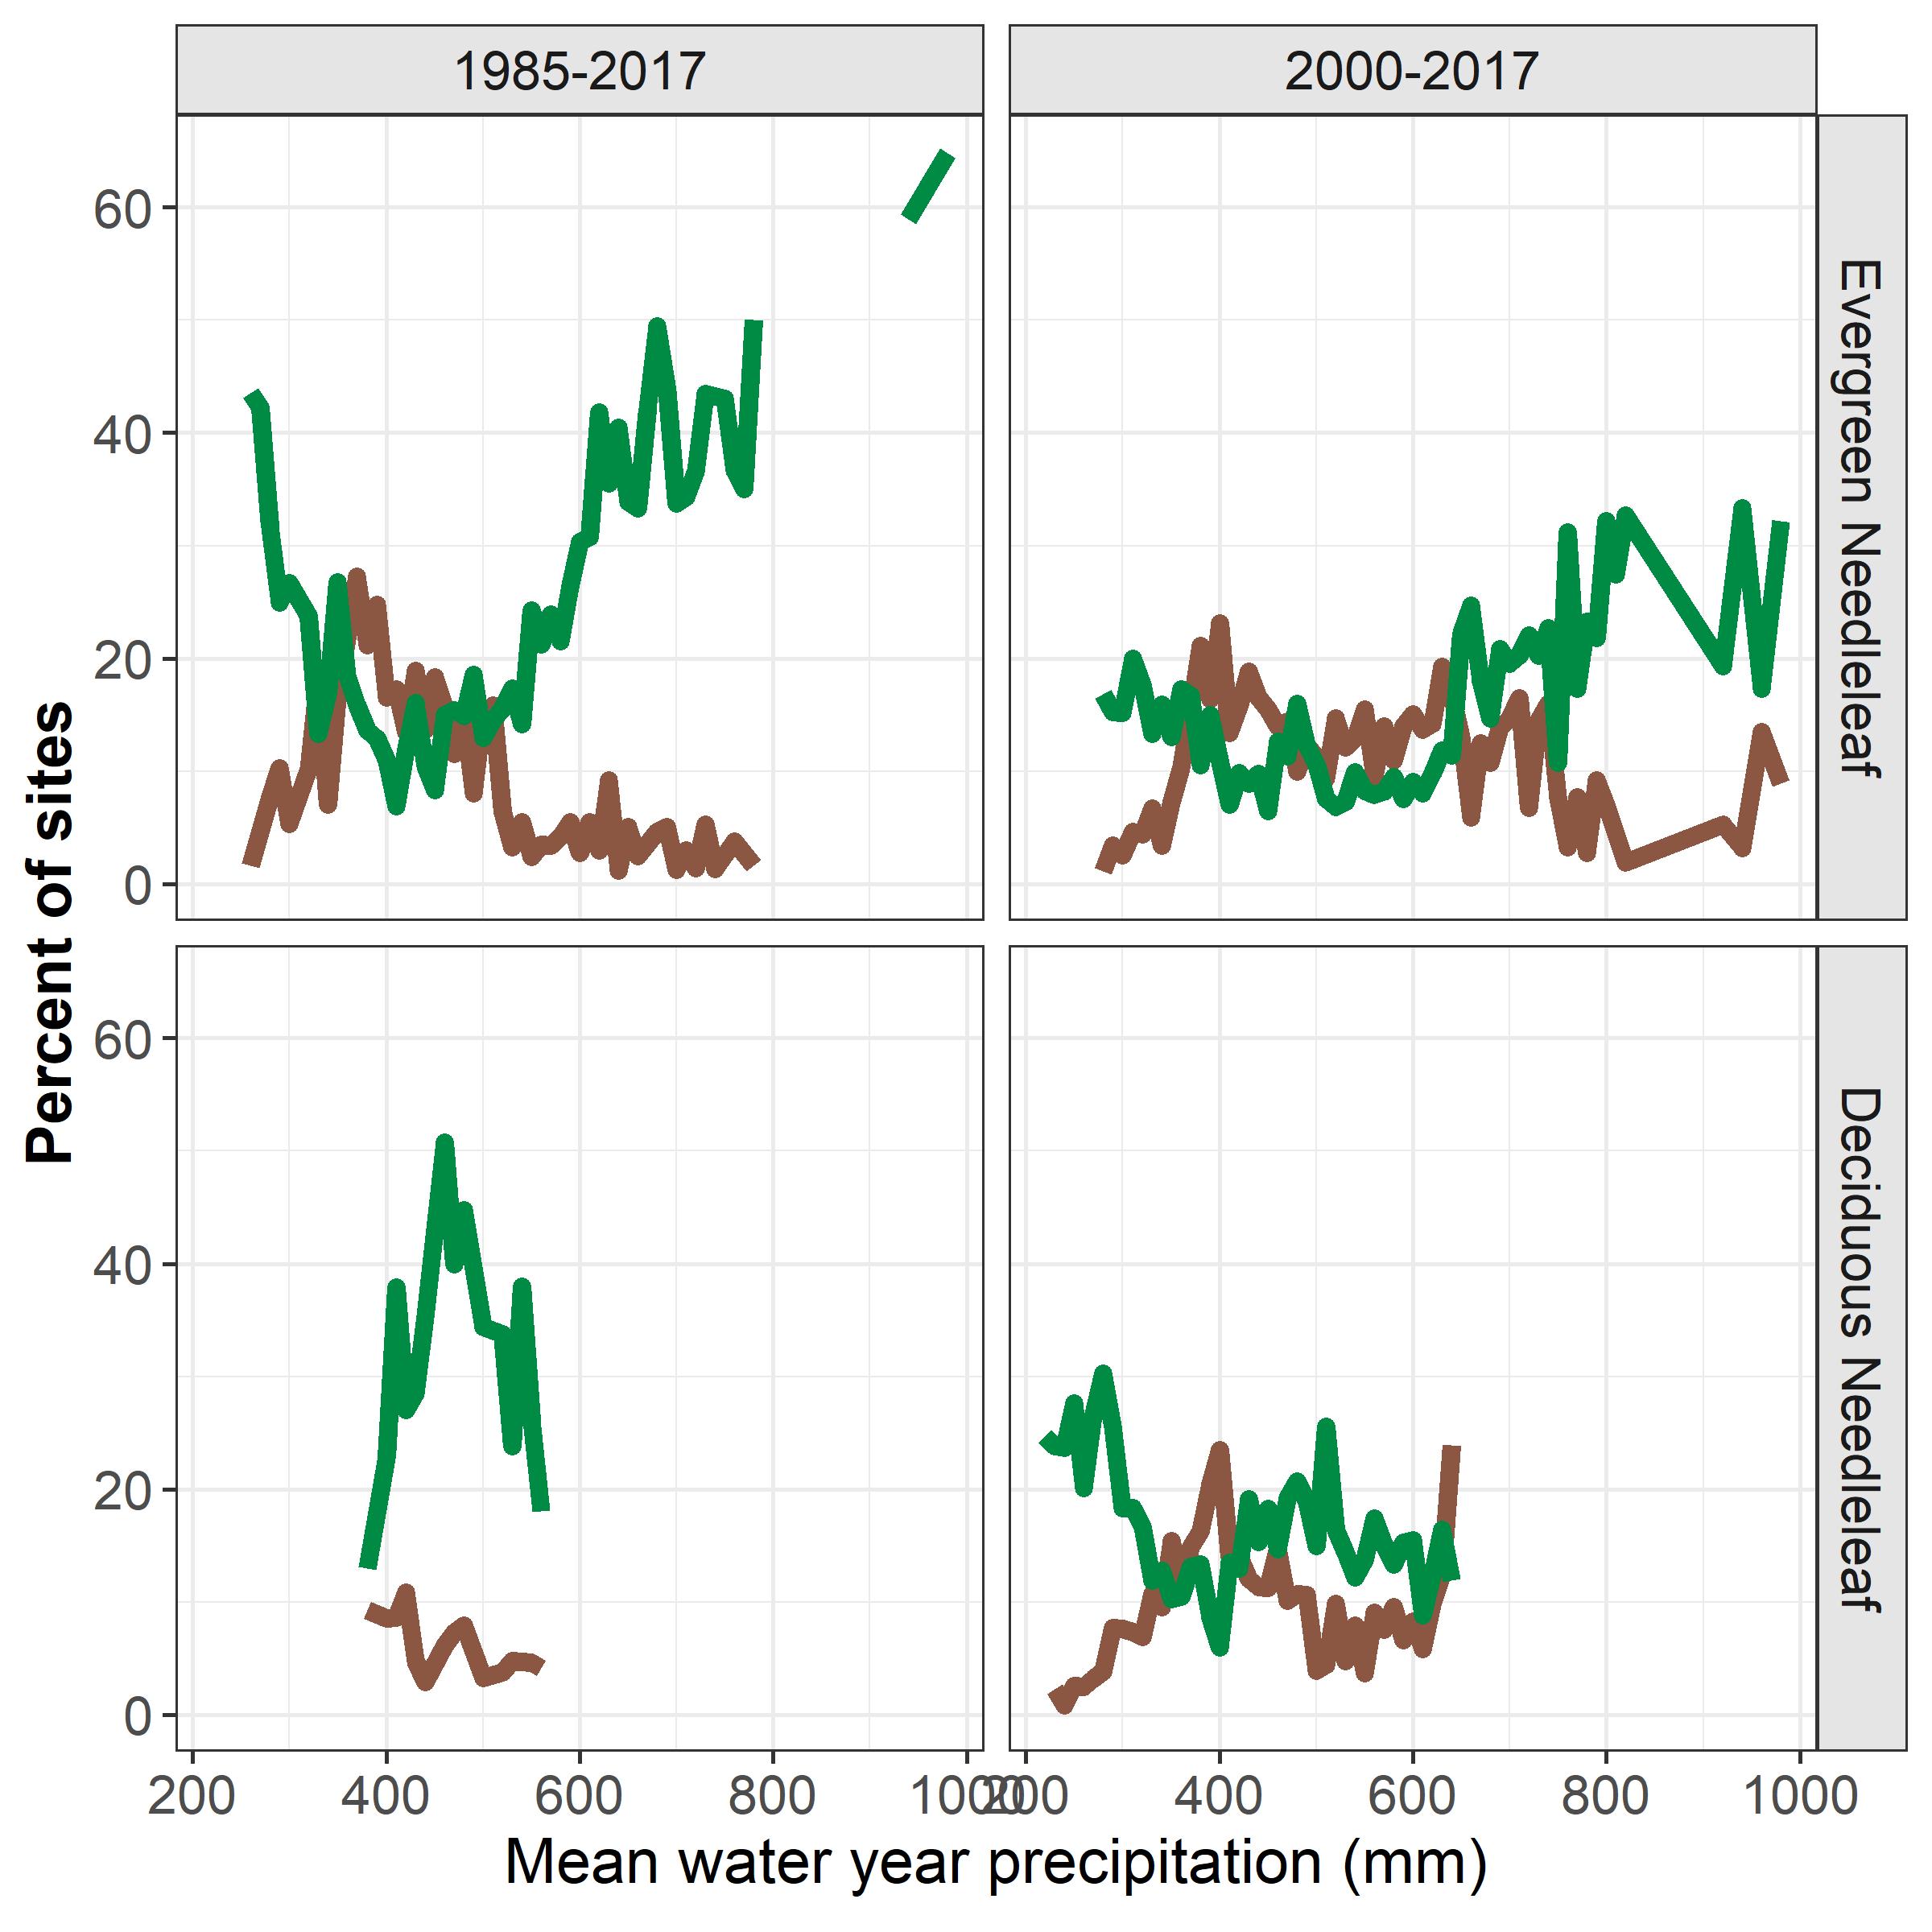 1985-2017
2000-2017
Evergreen Needleleaf
Deciduous Needleleaf
Percent of sites
60
40
20
0
60
40
20
0
200 400 600 800 1000
200 400 600 800 1000
Mean water year precipitation (mm)